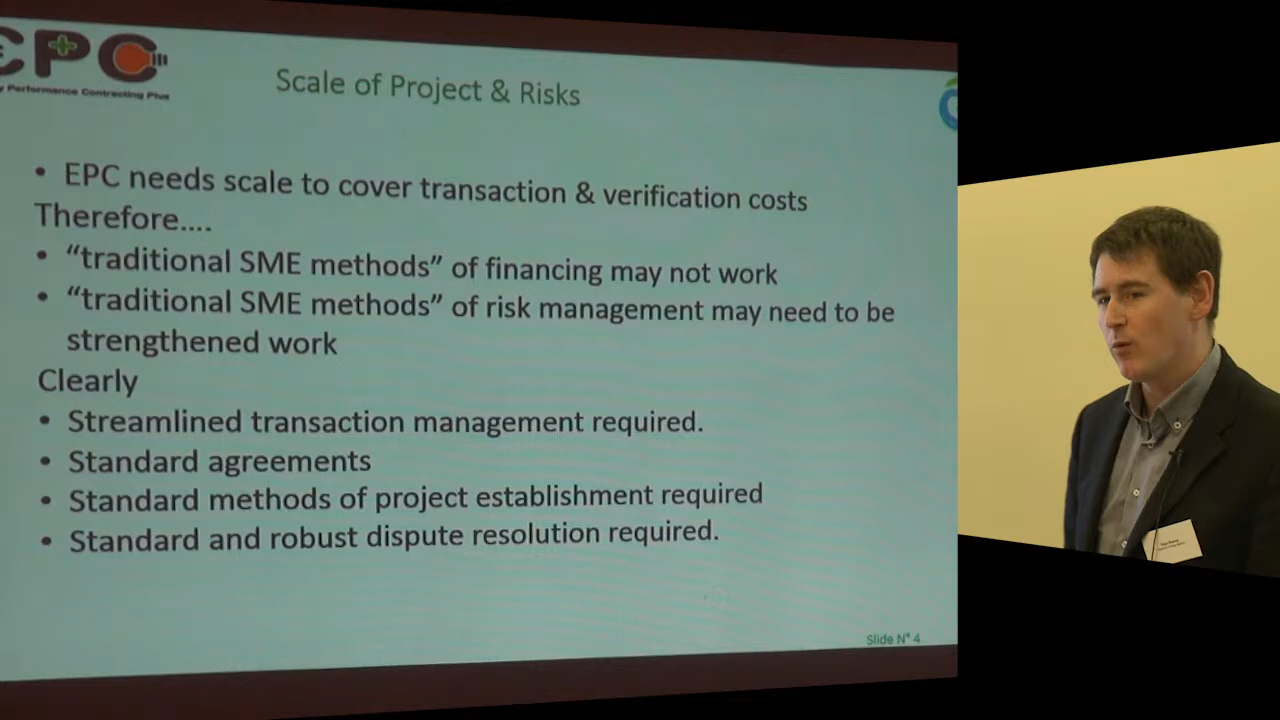 EPC
y Performance Contracting Plus
Scale of Project & Risks
• EPC needs scale to cover transaction & verification costs
Therefore....
• “traditional SME methods” of financing may not work
• “traditional SME methods” of risk management may need to be
strengthened work
Clearly
• Streamlined transaction management required.
• Standard agreements
• Standard methods of project establishment required
• Standard and robust dispute resolution required.
Slide N° 4